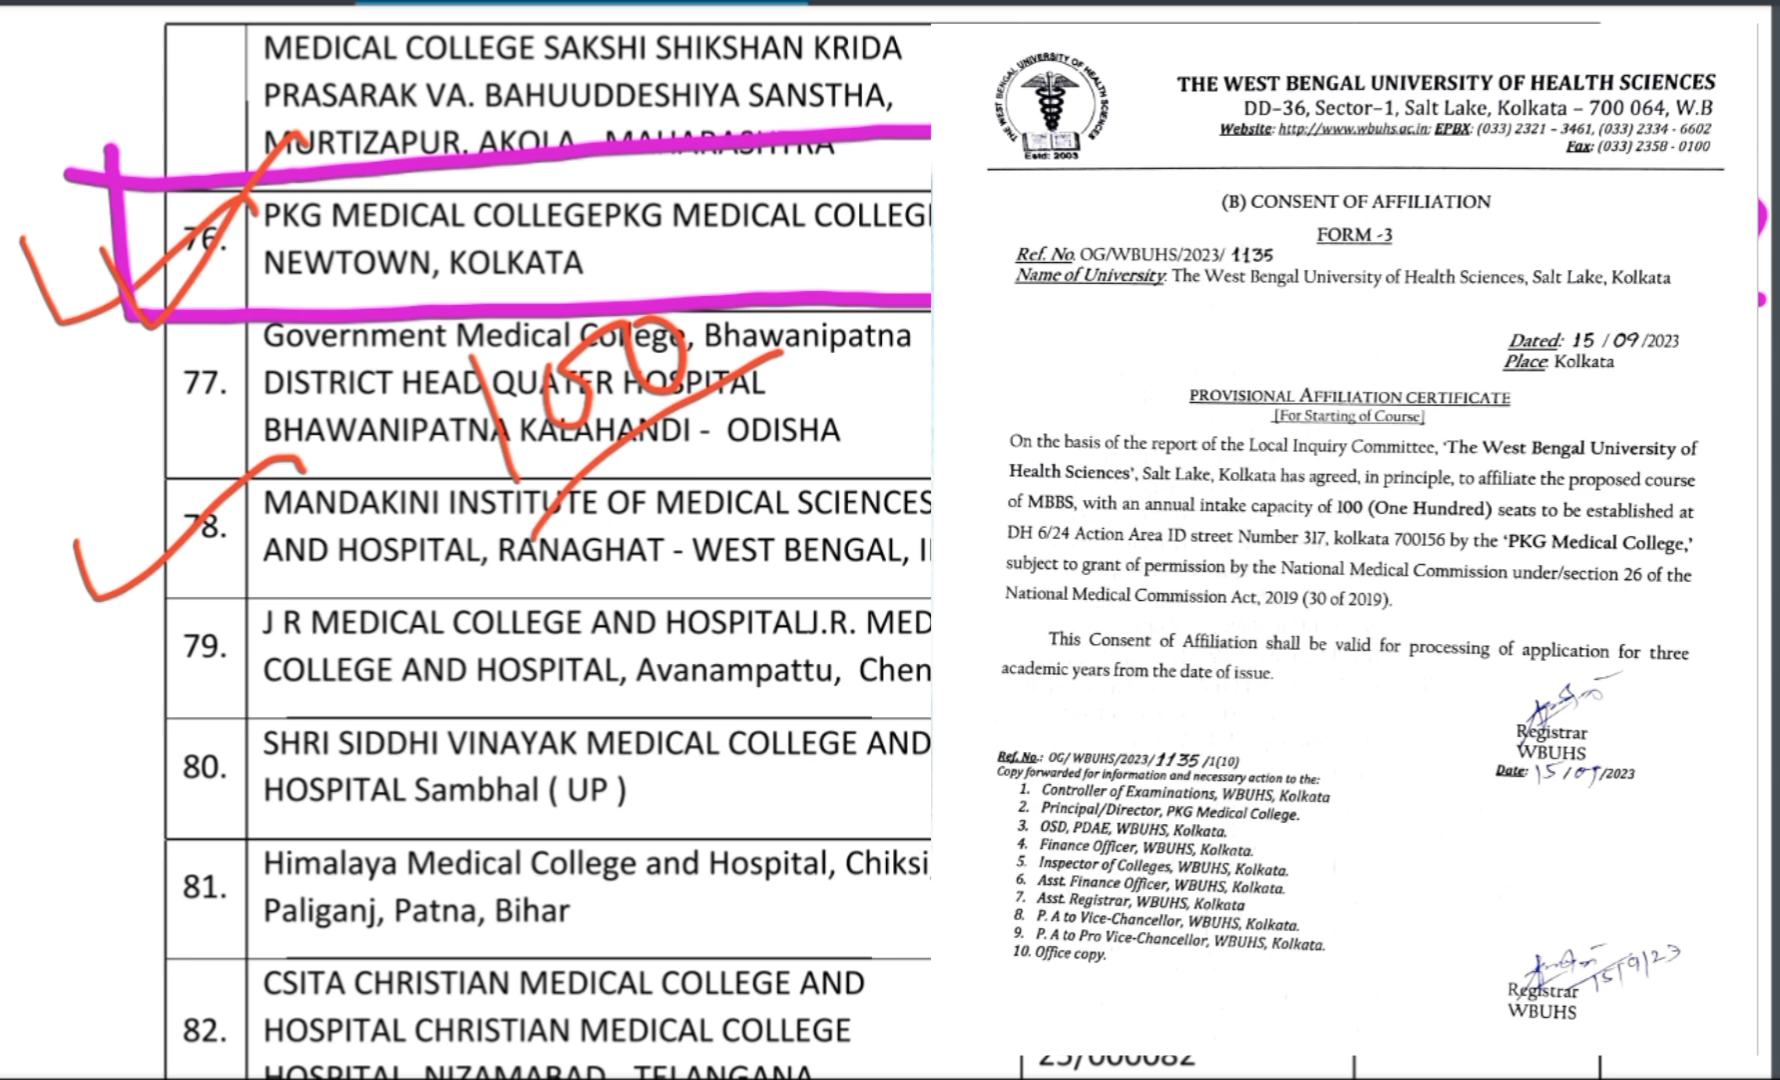 MEDICAL COLLEGE SAKSHI SHIKSHAN KRIDA
PRASARAK VA. BAHUUDDESHIYA SANSTHA,
MURTIZAPUR. AKOLA MAHARASHTRA
76.
PKG MEDICAL COLLEGEPKG MEDICAL COLLEG
NEWTOWN, KOLKATA
77.
Government Medical College, Bhawanipatna
DISTRICT HEAD QUATER HOSPITAL
BHAWANIPATNA KALAHANDI - ODISHA
150
78.
MANDAKINI INSTITUTE OF MEDICAL SCIENCES
AND HOSPITAL, RANAGHAT - WEST BENGAL, I
79.
J R MEDICAL COLLEGE AND HOSPITALJ.R. MED
COLLEGE AND HOSPITAL, Avanampattu, Chen
80.
SHRI SIDDHI VINAYAK MEDICAL COLLEGE AND
HOSPITAL Sambhal ( UP )
81.
Himalaya Medical College and Hospital, Chiksi,
Paliganj, Patna, Bihar
82.
CSITA CHRISTIAN MEDICAL COLLEGE AND
HOSPITAL CHRISTIAN MEDICAL COLLEGE
HOSPITAL NIZAMABAD TELANGANA
THE WEST BENGAL UNIVERSITY OF HEALTH SCIENCES
Estd: 2003
THE WEST BENGAL UNIVERSITY OF HEALTH SCIENCES
DD-36, Sector-1, Salt Lake, Kolkata – 700 064, W.B
Website: http://www.wbuhs.ac.in; EPBX: (033) 2321 - 3461, (033) 2334 - 6602
Fax: (033) 2358 - 0100
(B) CONSENT OF AFFILIATION
FORM -3
Ref. No. OG/WBUHS/2023/ 1135
Name of University: The West Bengal University of Health Sciences, Salt Lake, Kolkata
Dated: 15 / 09 /2023
Place: Kolkata
PROVISIONAL AFFILIATION CERTIFICATE
[For Starting of Course]
On the basis of the report of the Local Inquiry Committee, ‘The West Bengal University of
Health Sciences’, Salt Lake, Kolkata has agreed, in principle, to affiliate the proposed course
of MBBS, with an annual intake capacity of 100 (One Hundred) seats to be established at
DH 6/24 Action Area ID street Number 317, kolkata 700156 by the ‘PKG Medical College,’
subject to grant of permission by the National Medical Commission under/section 26 of the
National Medical Commission Act, 2019 (30 of 2019).
This Consent of Affiliation shall be valid for processing of application for three
academic years from the date of issue.
Registrar
WBUHS
Date: 15/09/2023
Ref. No.: OG/ WBUHS/2023/ 1135 /1(10)
Copy forwarded for information and necessary action to the:
1. Controller of Examinations, WBUHS, Kolkata
2. Principal/Director, PKG Medical College.
3. OSD, PDAE, WBUHS, Kolkata.
4. Finance Officer, WBUHS, Kolkata.
5. Inspector of Colleges, WBUHS, Kolkata.
6. Asst. Finance Officer, WBUHS, Kolkata.
7. Asst. Registrar, WBUHS, Kolkata
8. P. A to Vice-Chancellor, WBUHS, Kolkata.
9. P. A to Pro Vice-Chancellor, WBUHS, Kolkata.
10. Office copy.
15/9/23
Registrar
WBUHS
25/000082